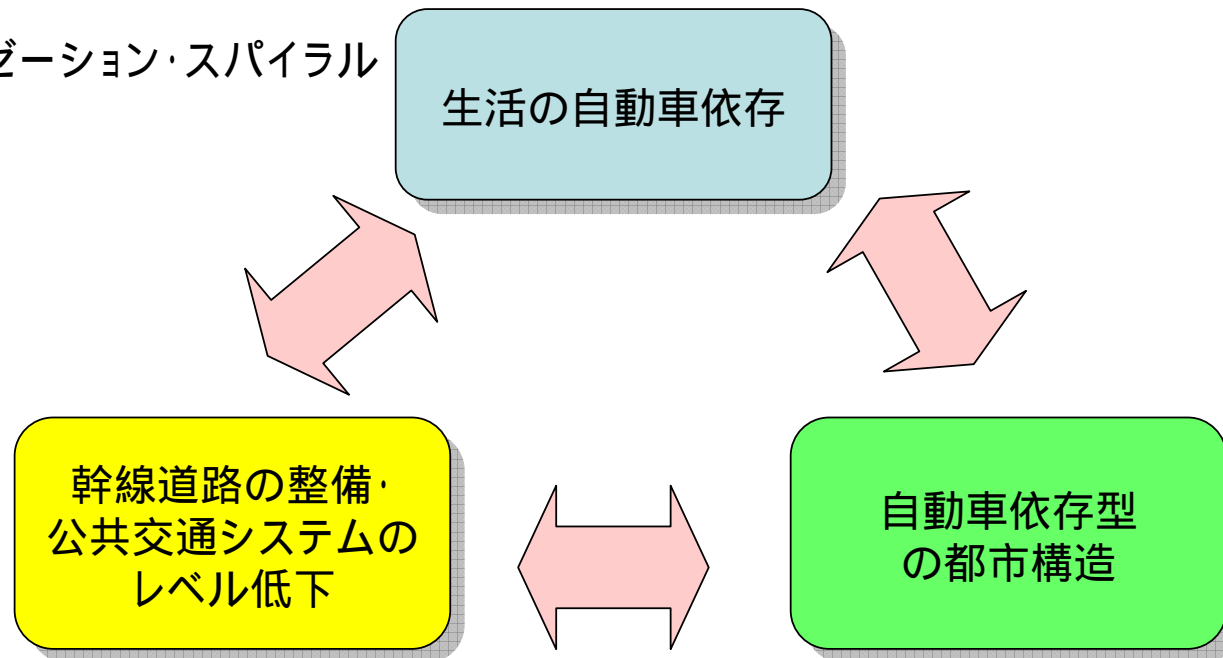 ゼーション・スパイラル
生活の自動車依存
幹線道路の整備・
公共交通システムの
レベル低下
自動車依存型
の都市構造